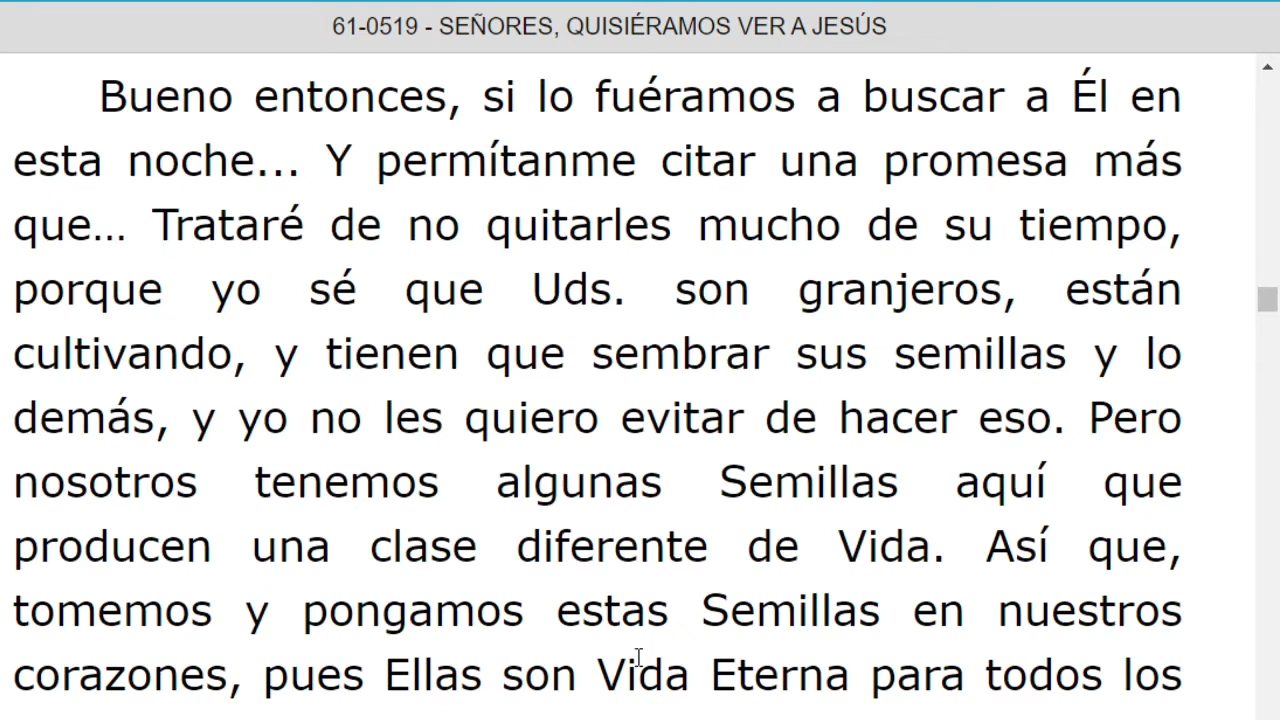 61-0519 - SEÑORES, QUISIÉRAMOS VER A JESÚS
Bueno entonces, si lo fuéramos a buscar a Él en
esta noche... Y permítanme citar una promesa más
que… Trataré de no quitarles mucho de su tiempo,
porque yo sé que Uds. son granjeros, están
cultivando, y tienen que sembrar sus semillas y lo
demás, y yo no les quiero evitar de hacer eso. Pero
nosotros tenemos algunas Semillas aquí que
producen una clase diferente de Vida. Así que,
tomemos y pongamos estas Semillas en nuestros
corazones, pues Ellas son Vida Eterna para todos los